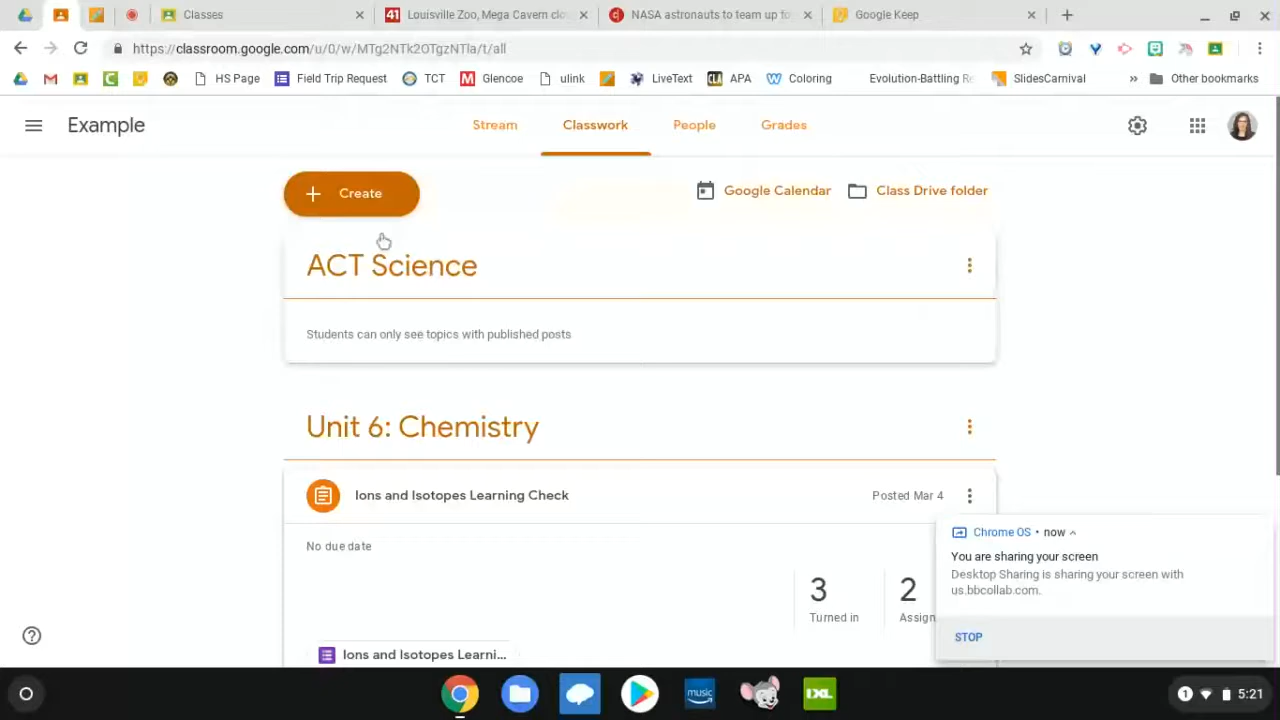 Classes
Louisville Zoo, Mega Cavern clo
NASA astronauts to team up fo
Google Keep
https://classroom.google.com/u/0/w/MTg2NTk2OTgzNTla/t/all
HS Page
Field Trip Request
TCT
Glencoe
ulink
LiveText
CLA
APA
Coloring
Evolution-Battling Re
SlidesCarnival
»
Other bookmarks
Example
Stream
Classwork
People
Grades
+ Create
Google Calendar
Class Drive folder
ACT Science
Students can only see topics with published posts
Unit 6: Chemistry
Ions and Isotopes Learning Check
Posted Mar 4
No due date
3
Turned in
2
Assign
Ions and Isotopes Learni...
Chrome OS • now
You are sharing your screen
Desktop Sharing is sharing your screen with
us.bbcollab.com.
STOP
music
IXL
1
5:21